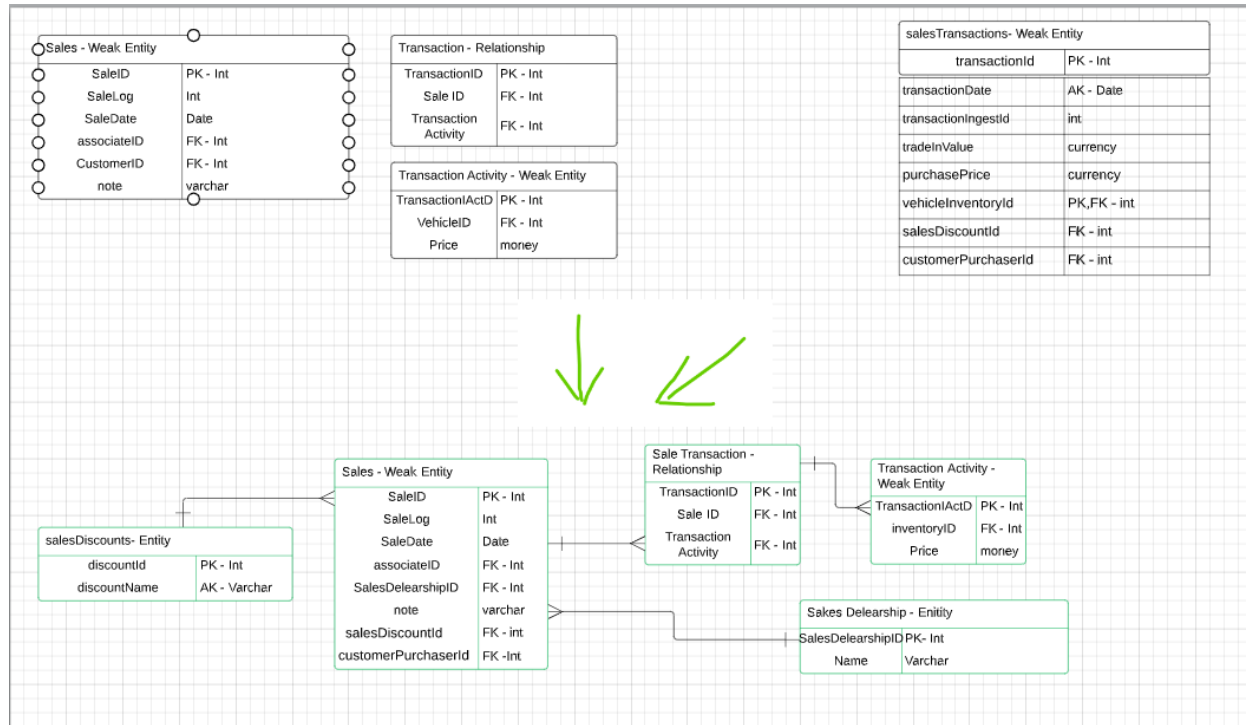 Sales - Weak Entity
SaleID PK - Int
SaleLog Int
SaleDate Date
associateID FK - Int
CustomerID FK - Int
note varchar
Transaction - Relationship
TransactionID PK - Int
Sale ID FK - Int
Transaction
Activity FK - Int
Transaction Activity - Weak Entity
TransactionIActD PK - Int
VehicleID FK - Int
Price money
salesTransactions- Weak Entity
transactionId PK - Int
transactionDate AK - Date
transactionIngestId int
tradeInValue currency
purchasePrice currency
vehicleInventoryId PK,FK - int
salesDiscountId FK - int
customerPurchaserId FK - int
salesDiscounts- Entity
discountId PK - Int
discountName AK - Varchar
Sales - Weak Entity
SaleID PK - Int
SaleLog Int
SaleDate Date
associateID FK - Int
SalesDelearshipID FK - Int
note varchar
salesDiscountId FK - int
customerPurchaserId FK -Int
Sale Transaction -
Relationship
TransactionID PK - Int
Sale ID FK - Int
Transaction
Activity FK - Int
Transaction Activity -
Weak Entity
TransactionIActD PK - Int
inventoryID FK - Int
Price money
Sakes Delearship - Enitity
SalesDelearshipID PK- Int
Name Varchar